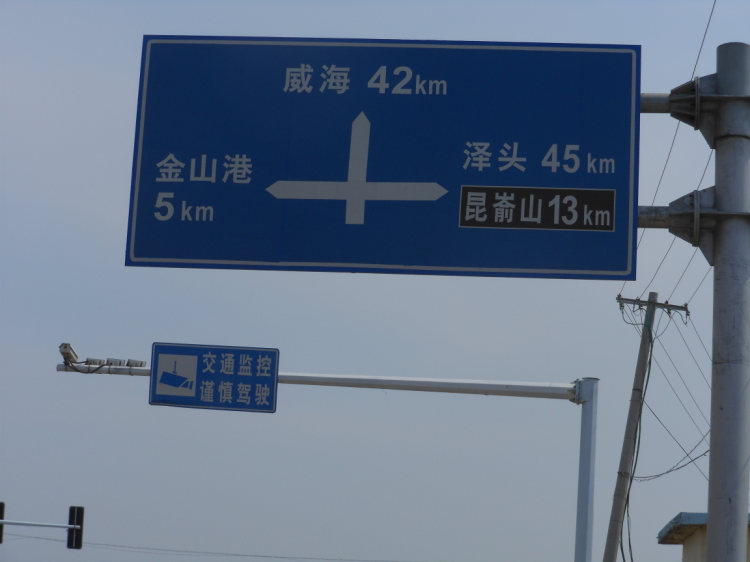 威海 42km
金山港
5km
泽头 45km
昆嵛山13km
交通监控
谨慎驾驶